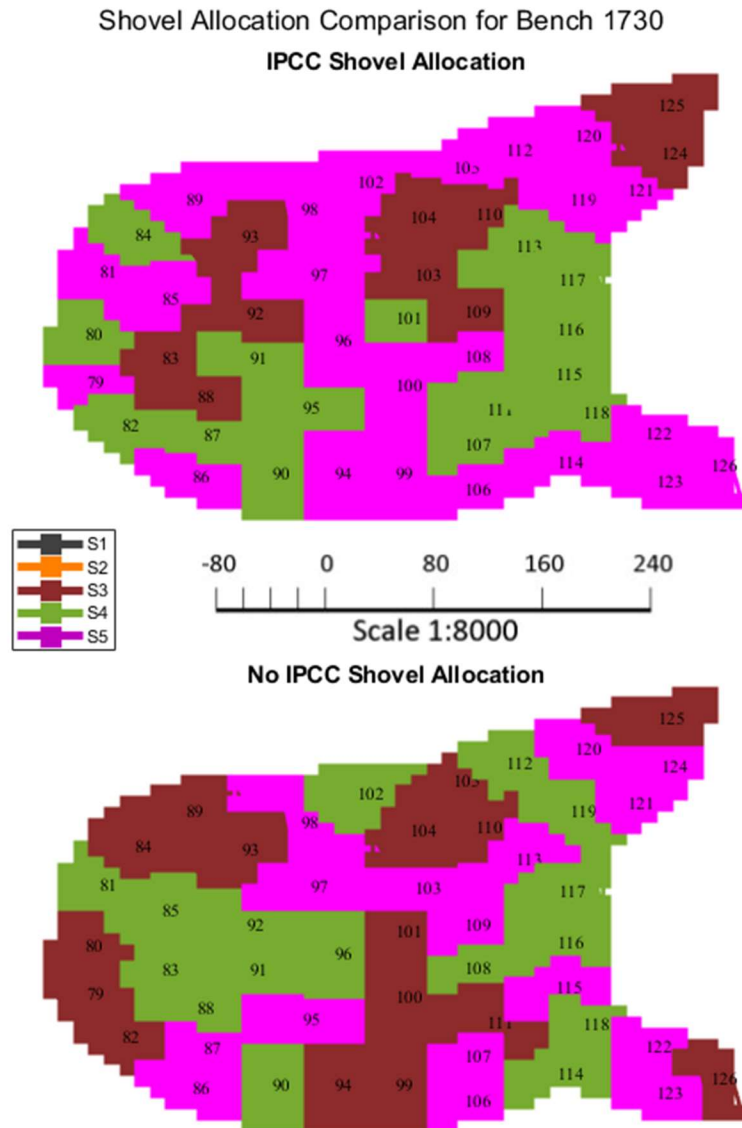 Shovel Allocation Comparison for Bench 1730
IPCC Shovel Allocation
125
120
112 124
105
102 121
89 119
98 104 110
84 93 113
81 97 103 117
85
92 109
80 101 116
96
83 91 108
79 100 115
88
95 111 118
82
87 107 122
114
86 90 94 99 126
106 123
S1
S2
S3
S4
S5
-80 0 80 160 240
Scale 1:8000
No IPCC Shovel Allocation
125
120
112 124
105
102 121
89 119
98 104 110
84 93 113
81 97 103 117
85
92 109
80 101 116
96
83 91 108
79 100 115
88
95 111 118
82
87 107 122
114
86 90 94 99 126
106 123